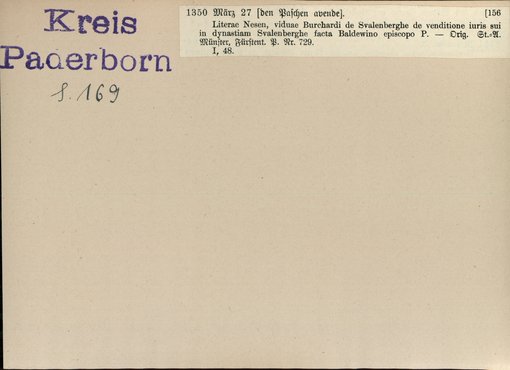 Kreis
Paderborn
S. 169
1350 März 27 [den Paschen avende]. [156
Literae Nesen, viduae Burchardi de Svalenberghe de venditione iuris sui
in dynastiam Svalenberghe facta Baldewino episcopo P. — Orig. St.-A.
Münster, Fürstent. P. Nr. 729.
I, 48.